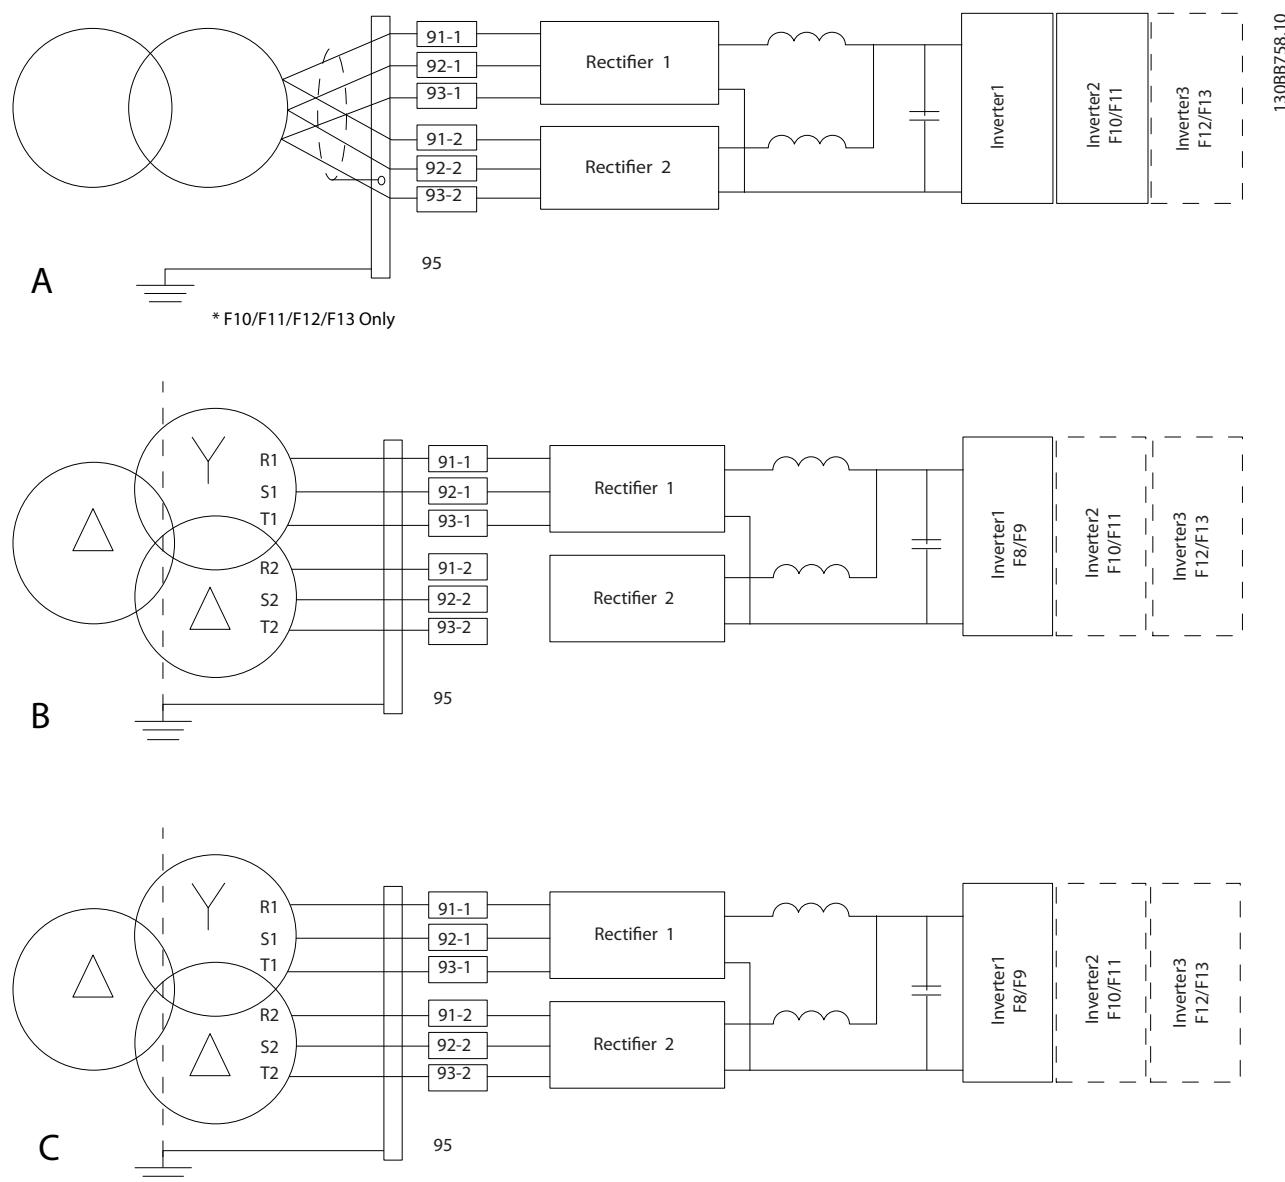 130BB758.10
91-1
92-1
93-1
91-2
92-2
93-2
Rectifier 1
Rectifier 2
Inverter1
Inverter2
F10/F11
Inverter3
F12/F13
95
A
* F10/F11/F12/F13 Only
R1
S1
T1
R2
S2
T2
91-1
92-1
93-1
91-2
92-2
93-2
Rectifier 1
Rectifier 2
Inverter1
F8/F9
Inverter2
F10/F11
Inverter3
F12/F13
95
B
R1
S1
T1
R2
S2
T2
91-1
92-1
93-1
91-2
92-2
93-2
Rectifier 1
Rectifier 2
Inverter1
F8/F9
Inverter2
F10/F11
Inverter3
F12/F13
95
C